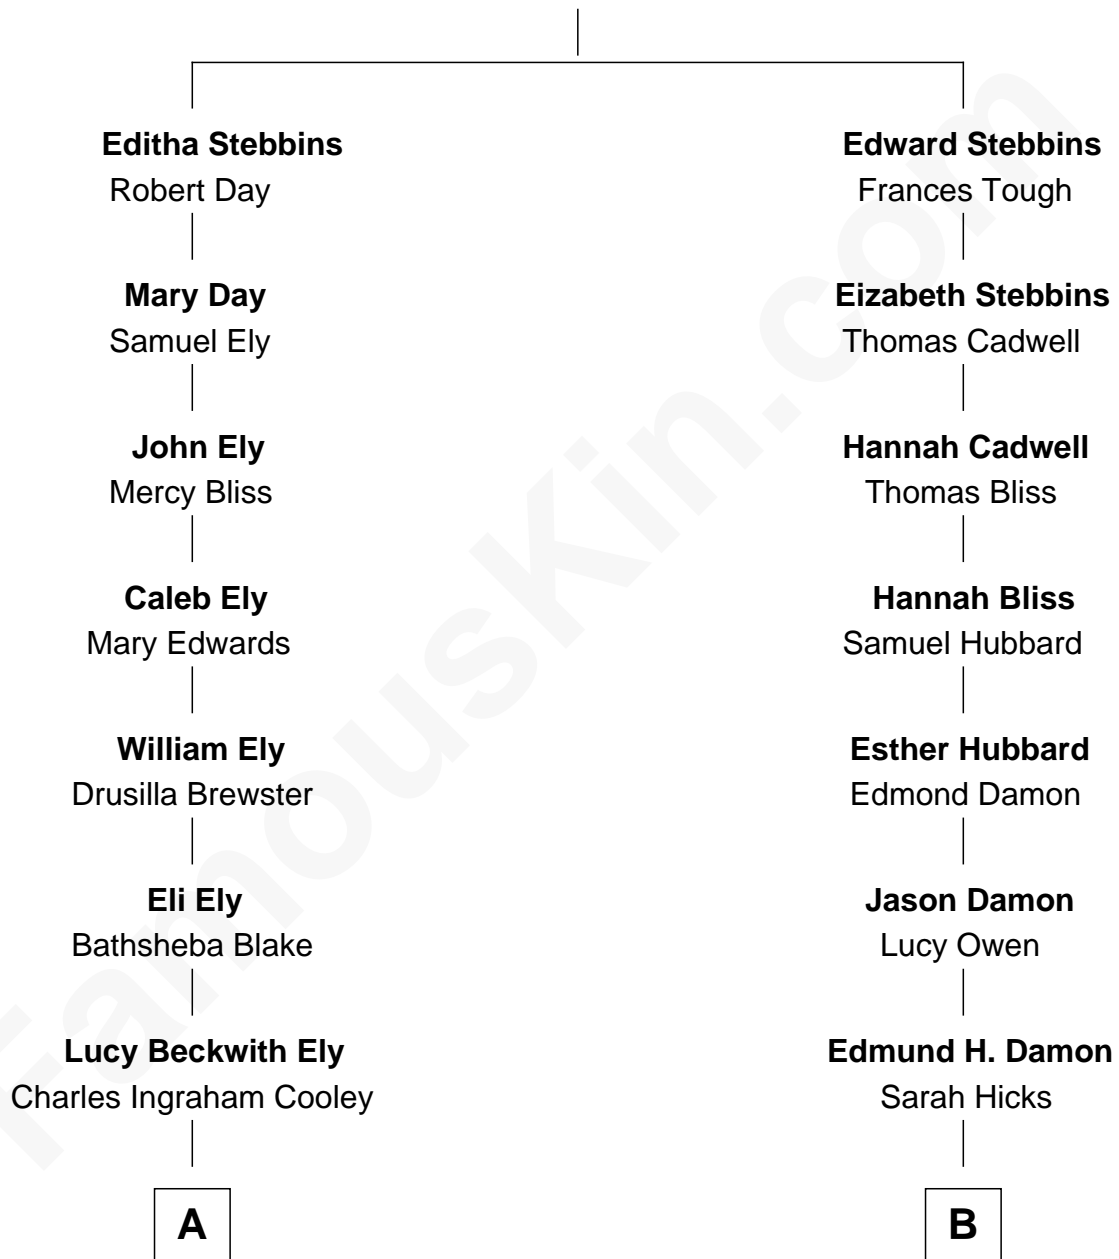 Editha Stebbins
Robert Day
Mary Day
Samuel Ely
John Ely
Mercy Bliss
Caleb Ely
Mary Edwards
William Ely
Drusilla Brewster
Eli Ely
Bathsheba Blake
Lucy Beckwith Ely
Charles Ingraham Cooley
A
Edward Stebbins
Frances Tough
Eizabeth Stebbins
Thomas Cadwell
Hannah Cadwell
Thomas Bliss
Hannah Bliss
Samuel Hubbard
Esther Hubbard
Edmond Damon
Jason Damon
Lucy Owen
Edmund H. Damon
Sarah Hicks
B
FamousKin.com